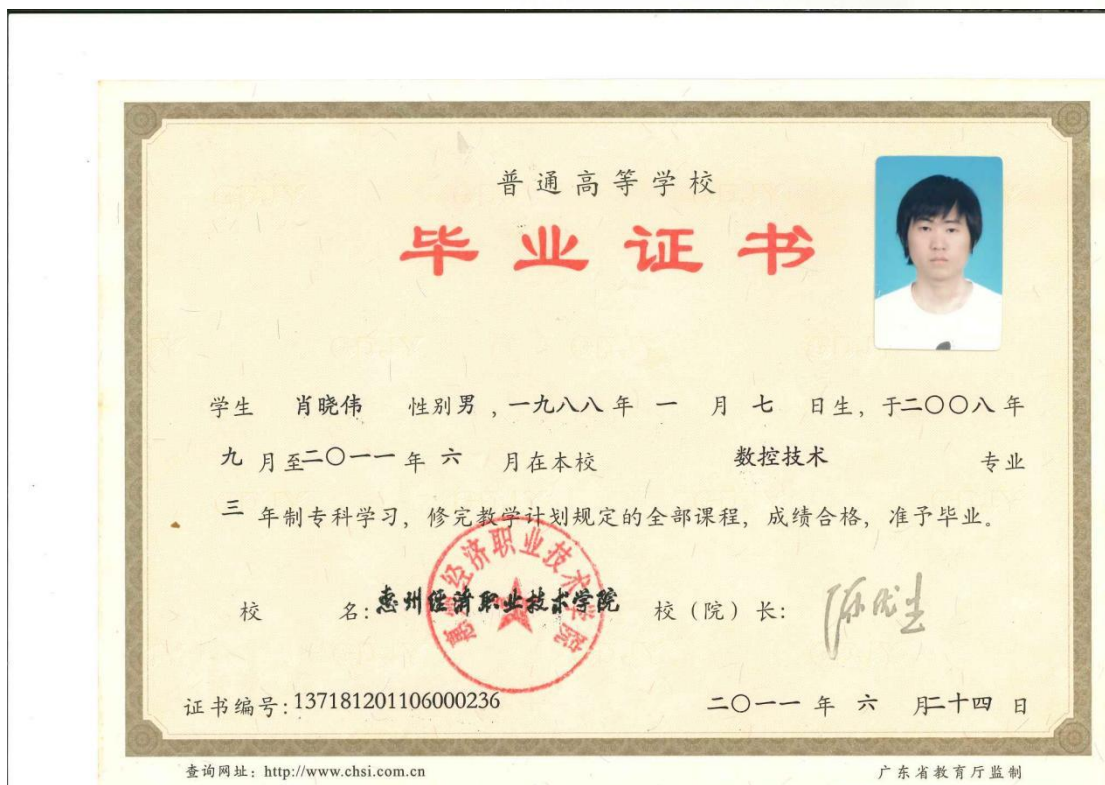 普通高等学校
毕业证书
学生 肖晓伟 性别男，一九八八年 一 月 七 日生，于二〇〇八年
九 月至二〇一一年 六 月在本校 数控技术 专业
三 年制专科学习，修完教学计划规定的全部课程，成绩合格，准予毕业。
校 名：惠州经济职业技术学院 校（院）长：
惠州经济职业技术学院
证书编号：137181201106000236 二〇一一 年 六 月二十四 日
查询网址：http://www.chsi.com.cn 广东省教育厅监制